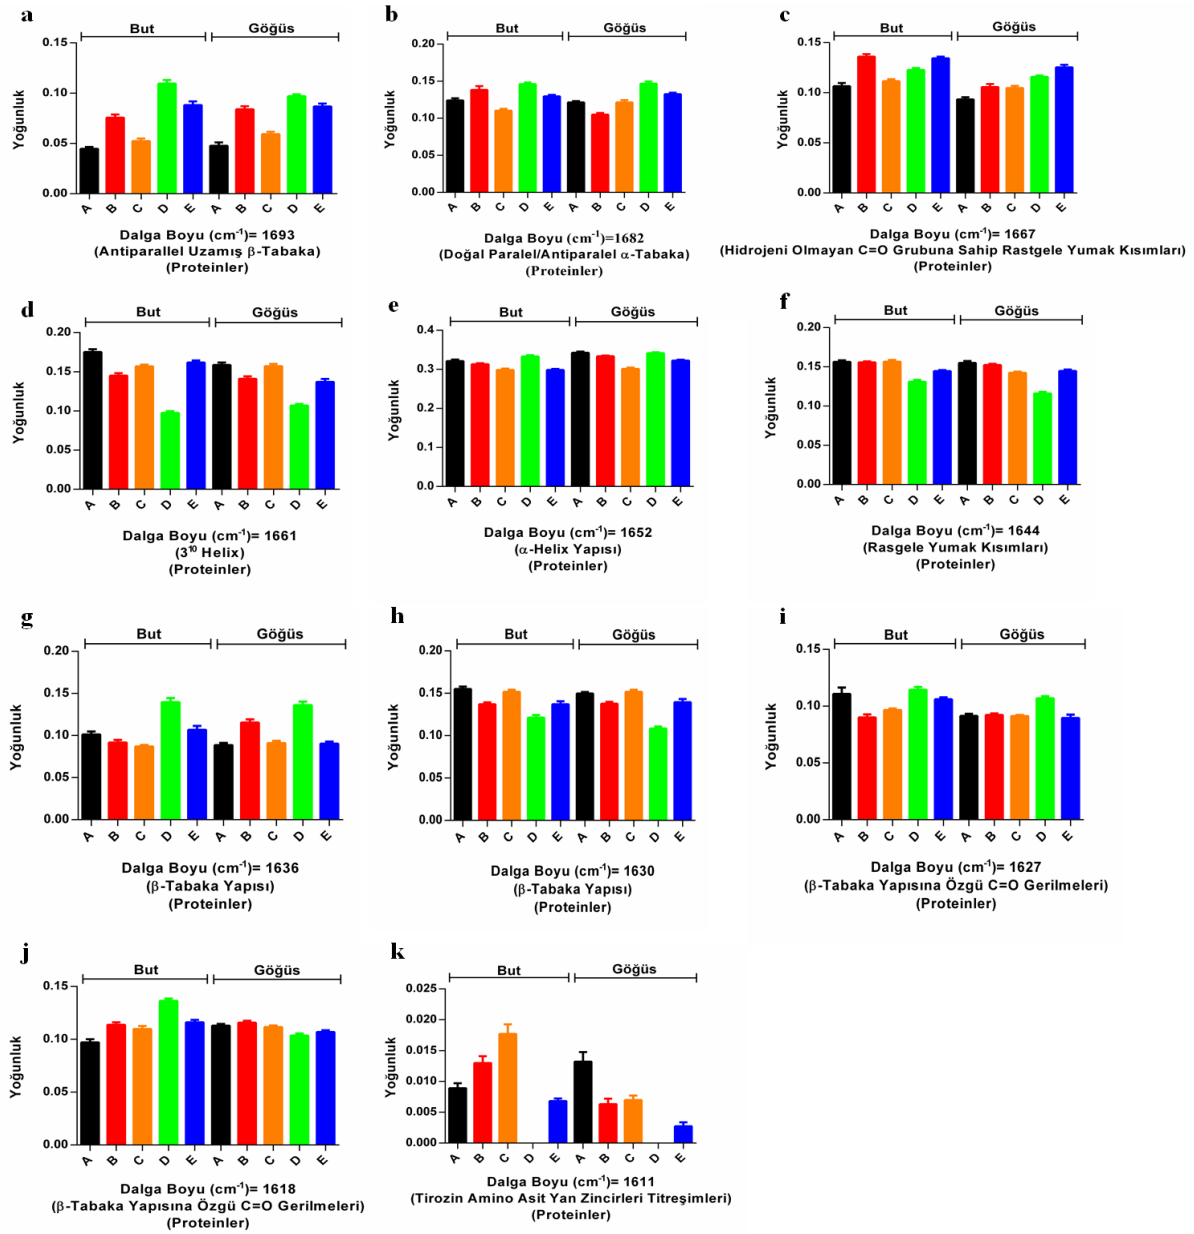 a
But Göğüs
0.15
0.10
0.05
0.00
Yoğunluk
A B C D E A B C D E
Dalga Boyu (cm-1)= 1693
(Antiparallel Uzamış β-Tabaka)
(Proteinler)
b
But Göğüs
0.20
0.15
0.10
0.05
0.00
Yoğunluk
A B C D E A B C D E
Dalga Boyu (cm-1)=1682
(Doğal Paralel/Antiparalel α-Tabaka)
(Proteinler)
c
But Göğüs
0.15
0.10
0.05
0.00
Yoğunluk
A B C D E A B C D E
Dalga Boyu (cm-1)= 1667
(Hidrojeni Olmayan C=O Grubuna Sahip Rastgele Yumak Kısımları)
(Proteinler)
d
But Göğüs
0.20
0.15
0.10
0.05
0.00
Yoğunluk
A B C D E A B C D E
Dalga Boyu (cm-1)= 1661
(310 Helix)
(Proteinler)
e
But Göğüs
0.4
0.3
0.2
0.1
0.0
Yoğunluk
A B C D E A B C D E
Dalga Boyu (cm-1)= 1652
(α-Helix Yapısı)
(Proteinler)
f
But Göğüs
0.20
0.15
0.10
0.05
0.00
Yoğunluk
A B C D E A B C D E
Dalga Boyu (cm-1)= 1644
(Rasgele Yumak Kısımları)
(Proteinler)
g
But Göğüs
0.20
0.15
0.10
0.05
0.00
Yoğunluk
A B C D E A B C D E
Dalga Boyu (cm-1)= 1636
(β-Tabaka Yapısı)
(Proteinler)
h
But Göğüs
0.20
0.15
0.10
0.05
0.00
Yoğunluk
A B C D E A B C D E
Dalga Boyu (cm-1)= 1630
(β-Tabaka Yapısı)
(Proteinler)
i
But Göğüs
0.15
0.10
0.05
0.00
Yoğunluk
A B C D E A B C D E
Dalga Boyu (cm-1)= 1627
(β-Tabaka Yapısına Özgü C=O Gerilmeleri)
(Proteinler)
j
But Göğüs
0.15
0.10
0.05
0.00
Yoğunluk
A B C D E A B C D E
Dalga Boyu (cm-1)= 1618
(β-Tabaka Yapısına Özgü C=O Gerilmeleri)
(Proteinler)
k
But Göğüs
0.025
0.020
0.015
0.010
0.005
0.000
Yoğunluk
A B C D E A B C D E
Dalga Boyu (cm-1)= 1611
(Tirozin Amino Asit Yan Zincirleri Titreşimleri)
(Proteinler)